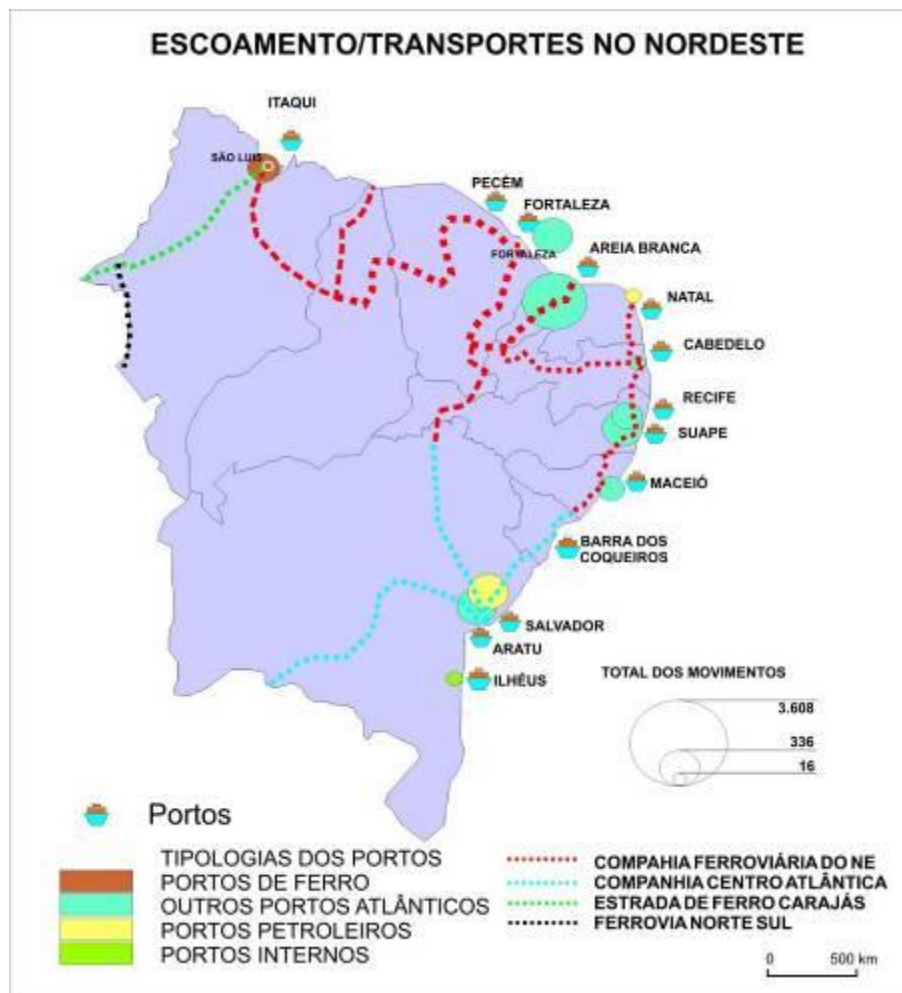 ESCOAMENTO/TRANSPORTES NO NORDESTE
ITAQUI
SÃO LUIS
PECÉM
FORTALEZA
FORTALEZA
AREIA BRANCA
NATAL
CABEDELO
RECIFE
SUAPE
MACEIÓ
BARRA DOS
COQUEIROS
SALVADOR
ARATU
ILHÉUS
TOTAL DOS MOVIMENTOS
3.608
336
16
Portos
TIPOLOGIAS DOS PORTOS
PORTOS DE FERRO
OUTROS PORTOS ATLÂNTICOS
PORTOS PETROLEIROS
PORTOS INTERNOS
COMPAHIA FERROVIÁRIA DO NE
COMPANHIA CENTRO ATLÂNTICA
ESTRADA DE FERRO CARAJÁS
FERROVIA NORTE SUL
0 500 km